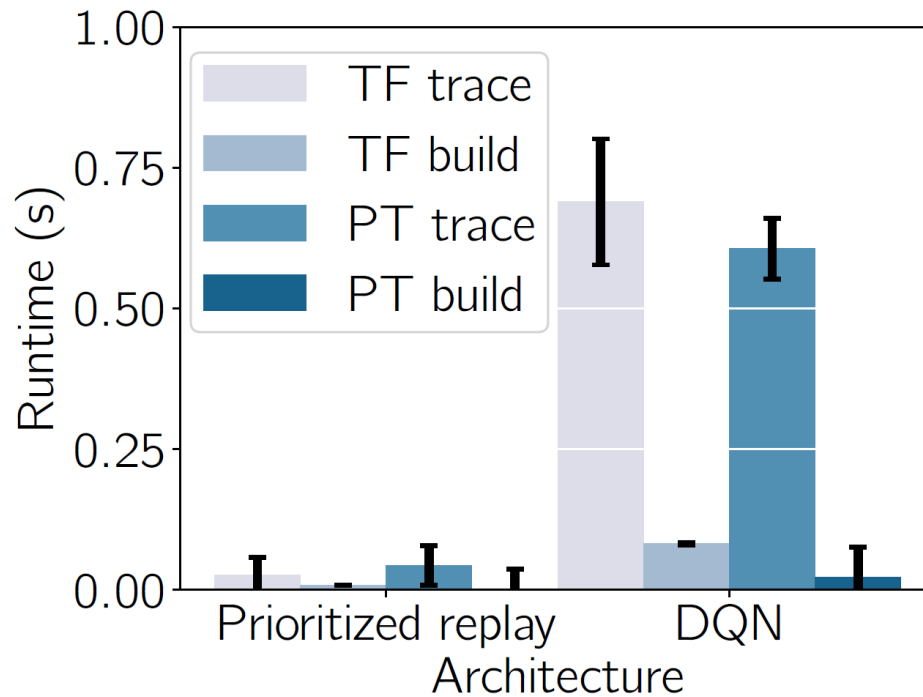 1.00
0.75
0.50
0.25
0.00
Runtime (s)
TF trace
TF build
PT trace
PT build
Prioritized replay
DQN
Architecture